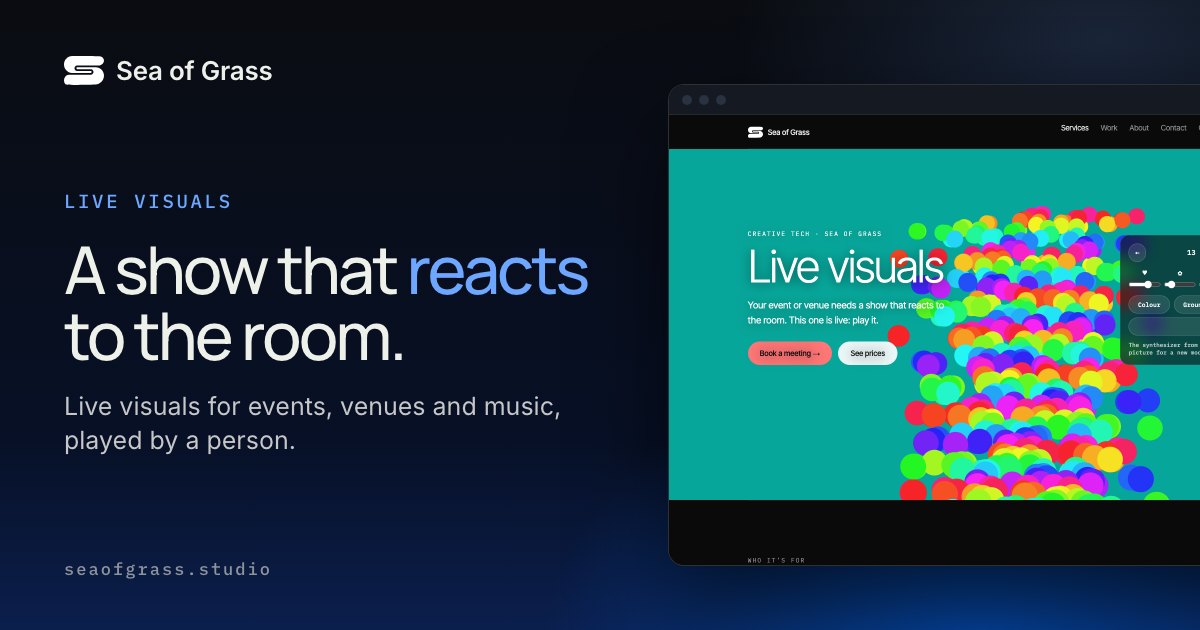 Sea of Grass
LIVE VISUALS
A show that reacts
to the room.
Live visuals for events, venues and music,
played by a person.
seaofgrass.studio
Sea of Grass
Services Work About Contact
CREATIVE TECH · SEA OF GRASS
Live visuals
Your event or venue needs a show that reacts to
the room. This one is live: play it.
Book a meeting →
See prices
← 13
Colour
The synthesizer from
picture for a new
WHO IT'S FOR